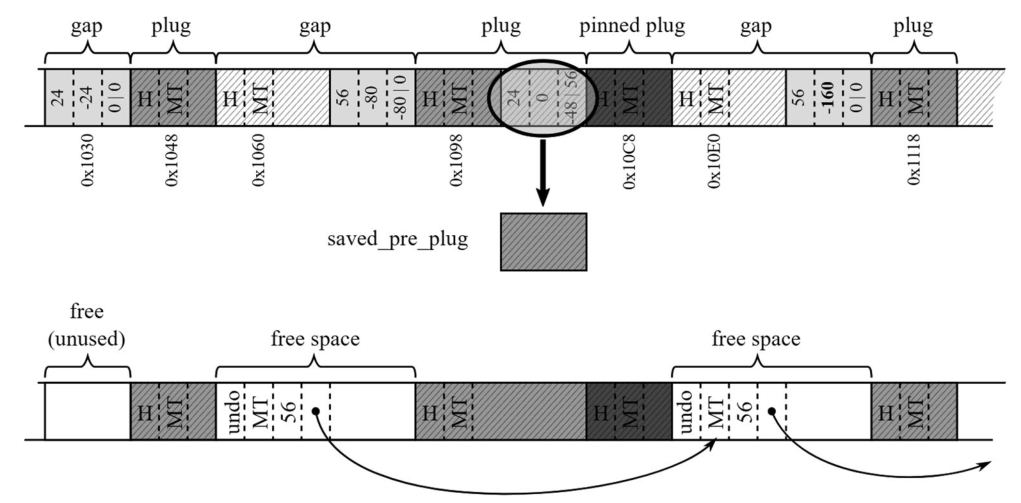 gap plug gap plug pinned plug gap plug
24 -24 0 | 0 H MT H MT 56 -80 -80 | 0 H MT 24 0 -48 | 56 H MT H MT 56 -160 0 | 0 H MT
0x1030 0x1048 0x1060 0x1098 0x10C8 0x10E0 0x1118
saved_pre_plug
free
(unused) free space free space
H MT undo MT 56 H MT H MT undo MT 56 H MT